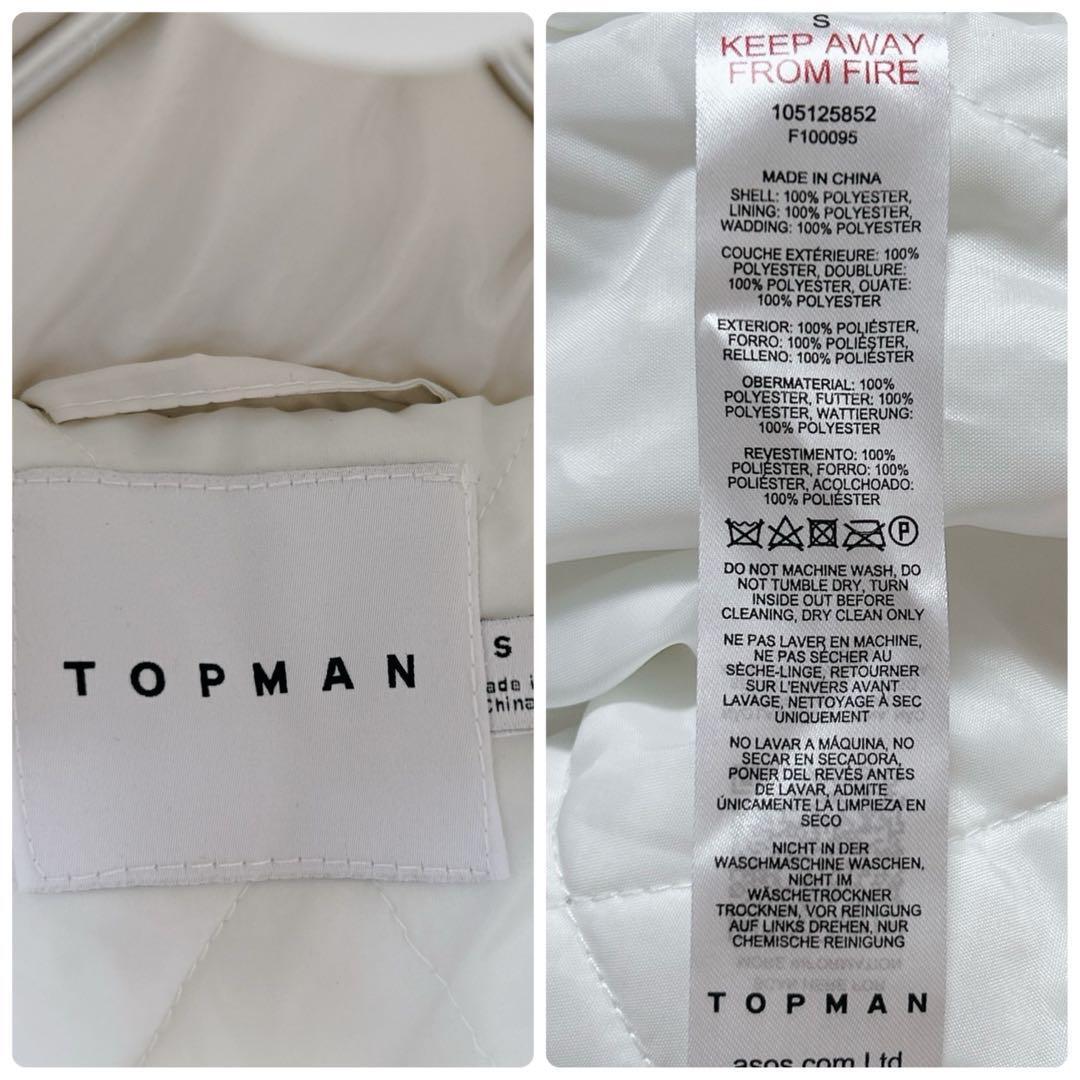 TOPMAN
S
ade i
China
S
KEEP AWAY
FROM FIRE
105125852
F100095
MADE IN CHINA
SHELL: 100% POLYESTER,
LINING: 100% POLYESTER,
WADDING: 100% POLYESTER
COUCHE EXTÉRIEURE: 100%
POLYESTER, DOUBLURE:
100% POLYESTER, OUATE:
100% POLYESTER
EXTERIOR: 100% POLIÉSTER,
FORRO: 100% POLIÉSTER,
RELLENO: 100% POLIÉSTER
OBERMATERIAL: 100%
POLYESTER, FUTTER: 100%
POLYESTER, WATTIERUNG:
100% POLYESTER
REVESTIMENTO: 100%
POLIÉSTER, FORRO: 100%
POLIÉSTER, ACOLCHOADO:
100% POLIÉSTER
P
DO NOT MACHINE WASH, DO
NOT TUMBLE DRY, TURN
INSIDE OUT BEFORE
CLEANING, DRY CLEAN ONLY
NE PAS LAVER EN MACHINE,
NE PAS SÉCHER AU
SÈCHE-LINGE, RETOURNER
SUR L'ENVERS AVANT
LAVAGE, NETTOYAGE À SEC
UNIQUEMENT
NO LAVAR A MÁQUINA, NO
SECAR EN SECADORA,
PONER DEL REVÉS ANTES
DE LAVAR, ADMITE
ÚNICAMENTE LA LIMPIEZA EN
SECO
NICHT IN DER
WASCHMASCHINE WASCHEN,
NICHT IM
WÄSCHETROCKNER
TROCKNEN, VOR REINIGUNG
AUF LINKS DREHEN, NUR
CHEMISCHE REINIGUNG
TOPMAN
asos.com Ltd